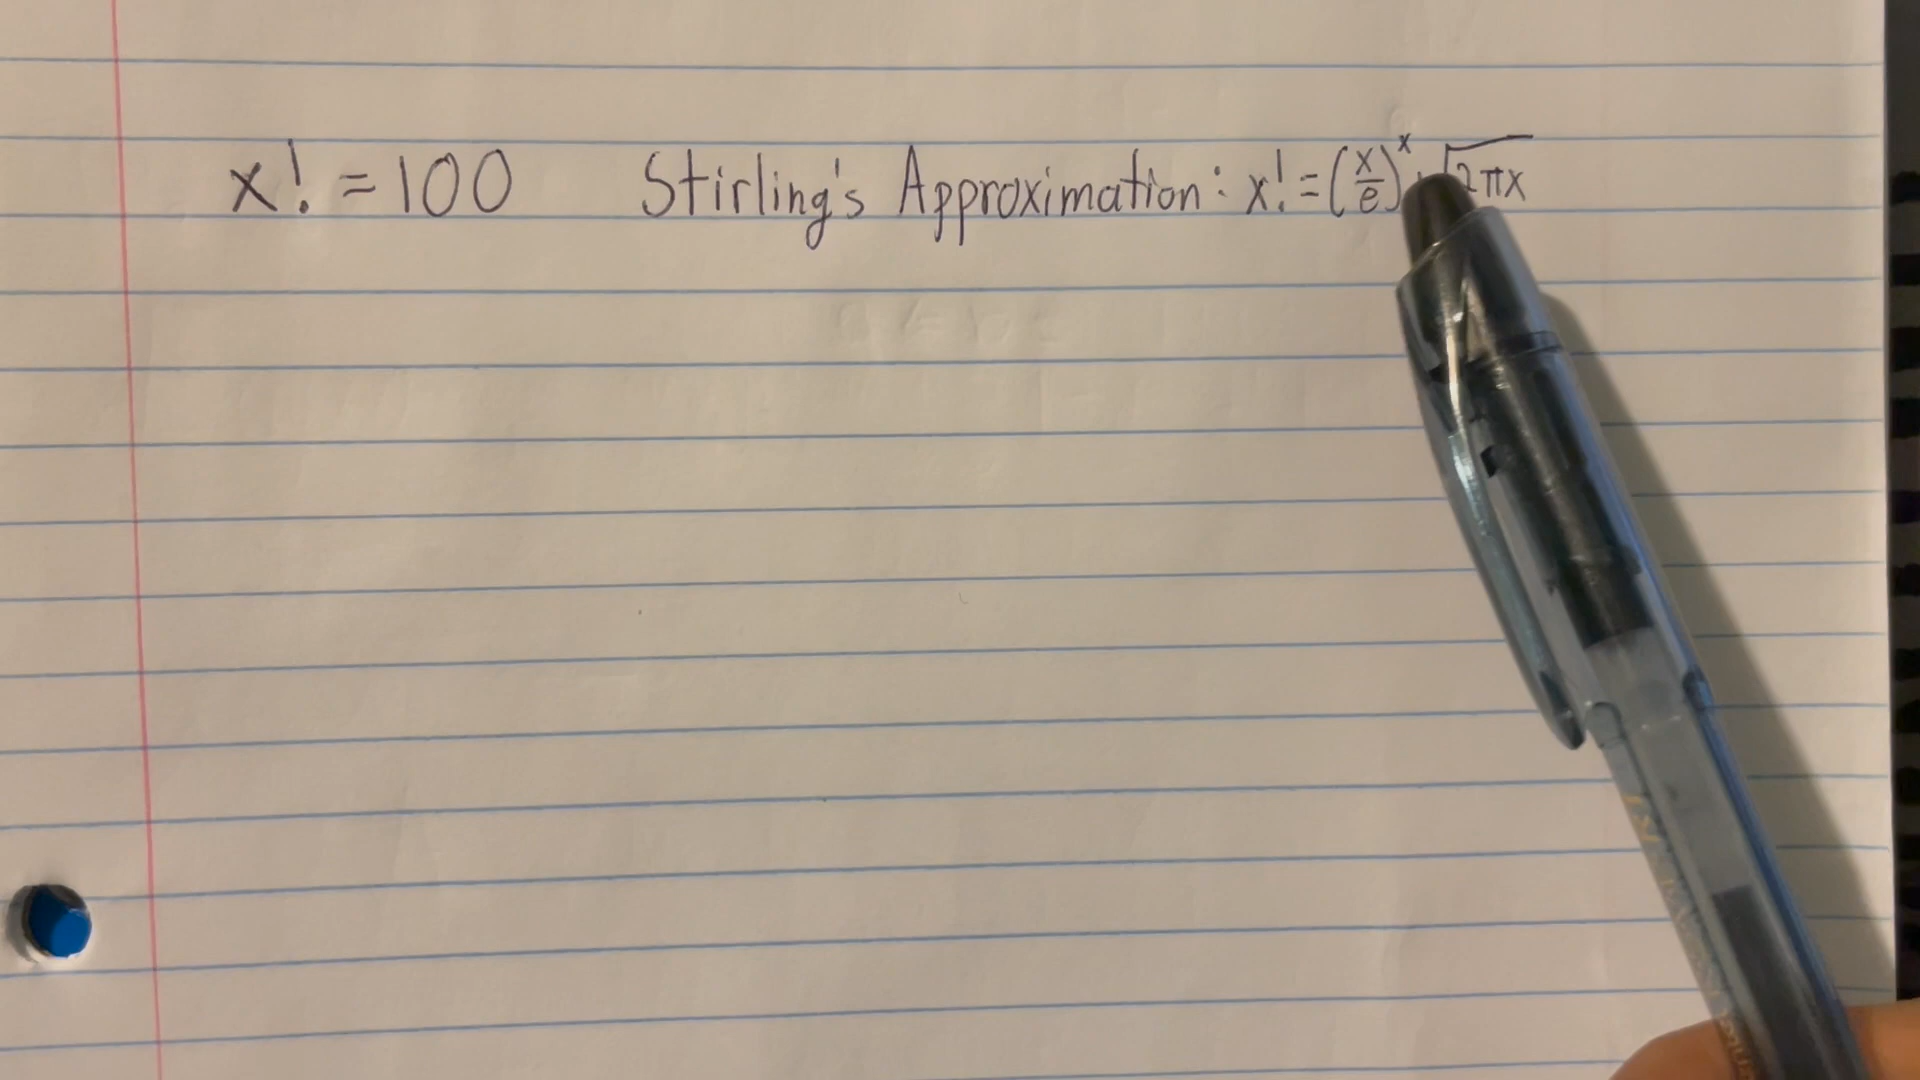 x! = 100 Stirling's Approximation: x! = (x/e)^x √2πx